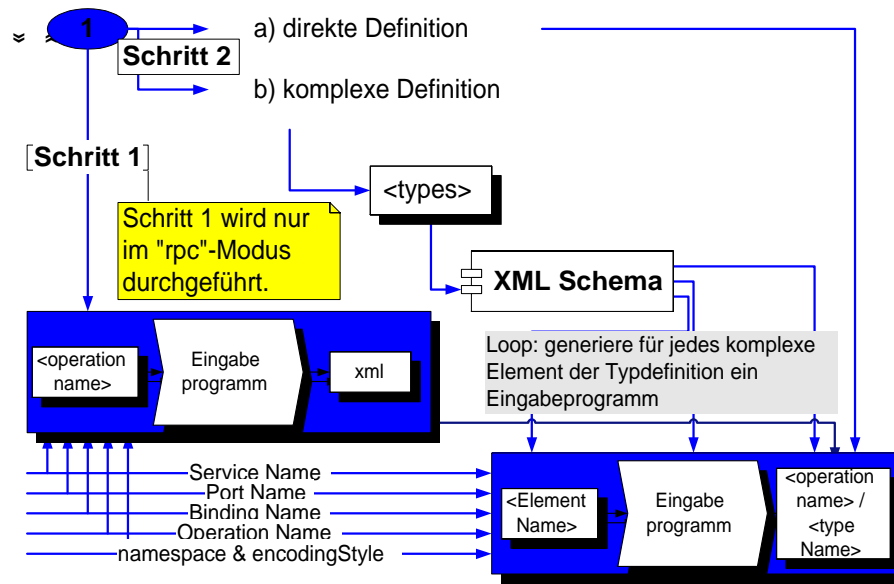 1
a) direkte Definition
Schritt 2
b) komplexe Definition
[Schritt 1]
<types>
Schritt 1 wird nur
im "rpc"-Modus
durchgeführt.
XML Schema
Loop: generiere für jedes komplexe
Element der Typdefinition ein
Eingabeprogramm
<operation
name>
Eingabe
programm
xml
Service Name
Port Name
Binding Name
Operation Name
namespace & encodingStyle
<Element
Name>
Eingabe
programm
<operation
name> /
<type
Name>